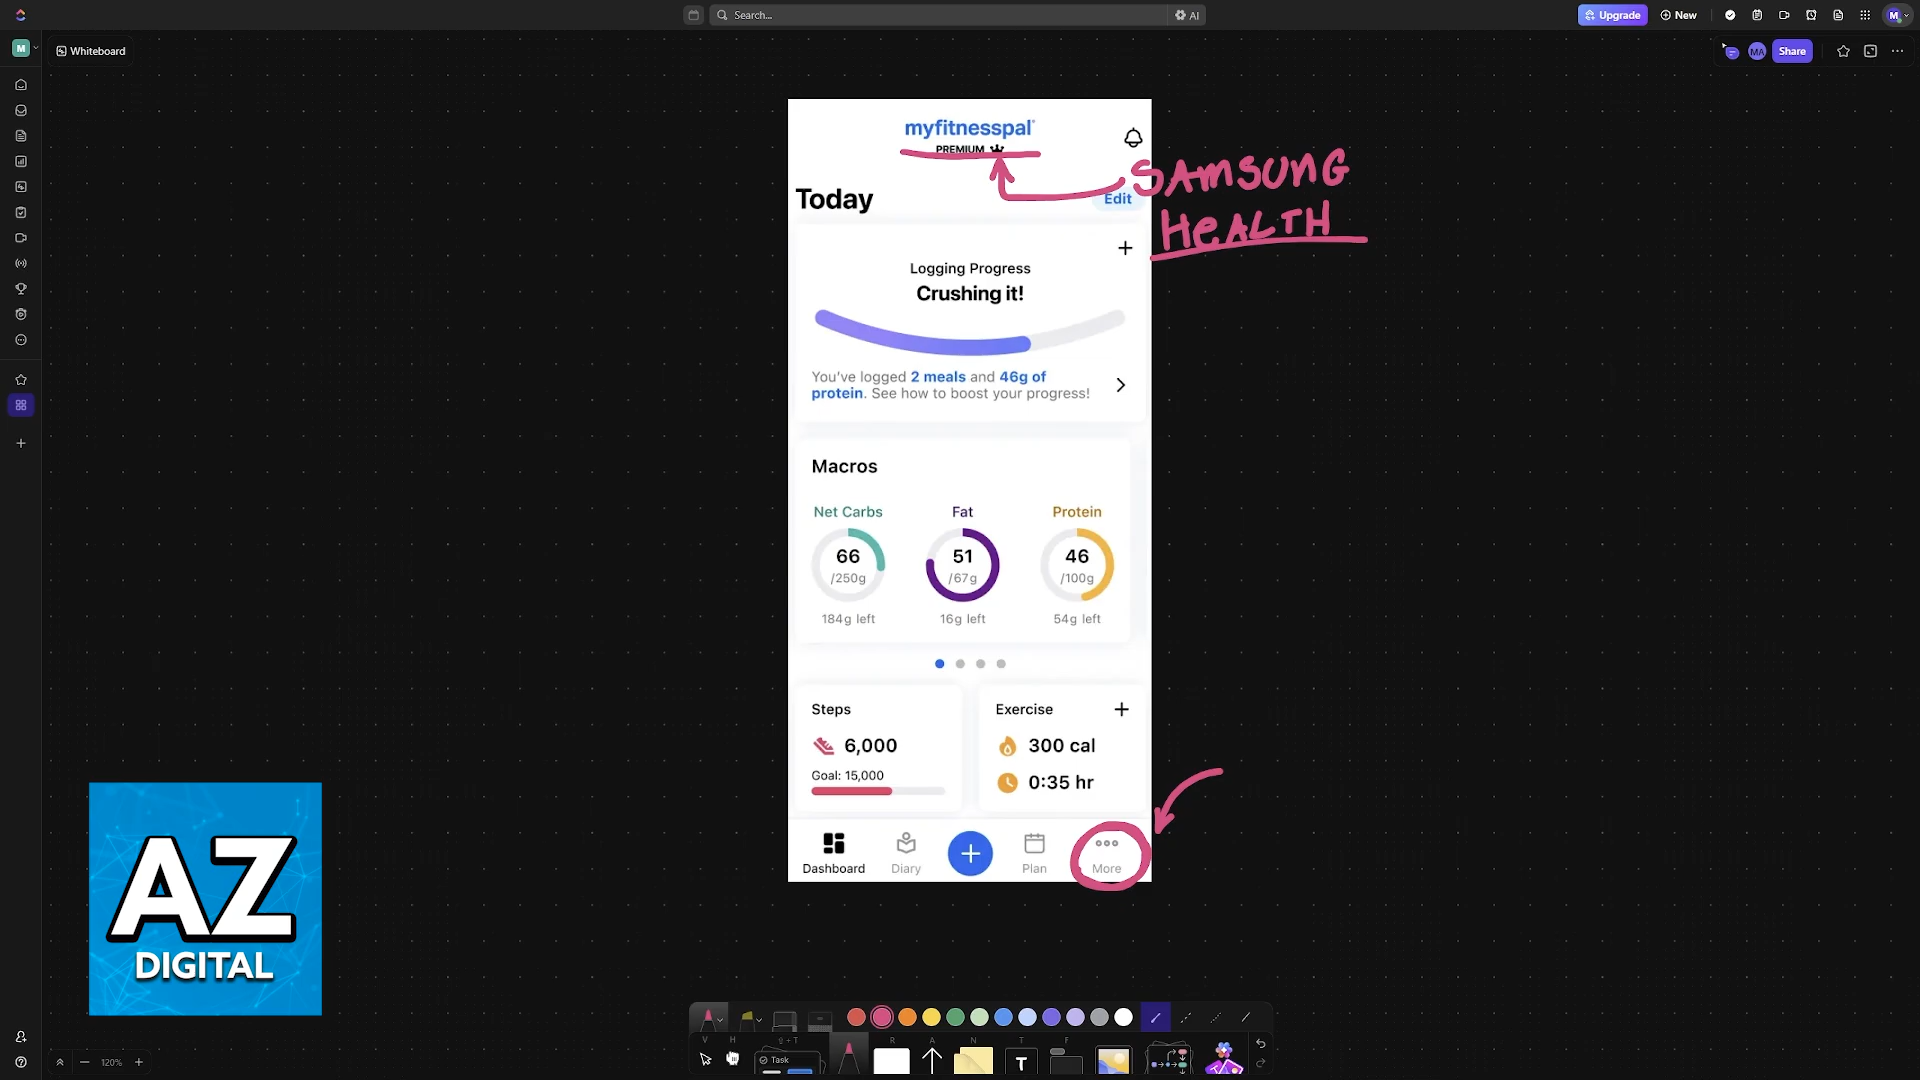 Search...
AI
Upgrade
New
M
M
Whiteboard
MA
Share
myfitnesspal
PREMIUM
SAMSUNG
HEALTH
Today
Edit
Logging Progress
Crushing it!
You've logged 2 meals and 46g of
protein. See how to boost your progress!
Macros
Net Carbs
Fat
Protein
66
/250g
184g left
51
/67g
16g left
46
/100g
54g left
Steps
6,000
Goal: 15,000
Exercise
300 cal
0:35 hr
Dashboard
Diary
Plan
More
AZ
DIGITAL
V
H
⇧+T
R
A
N
T
F
Task
T
120%